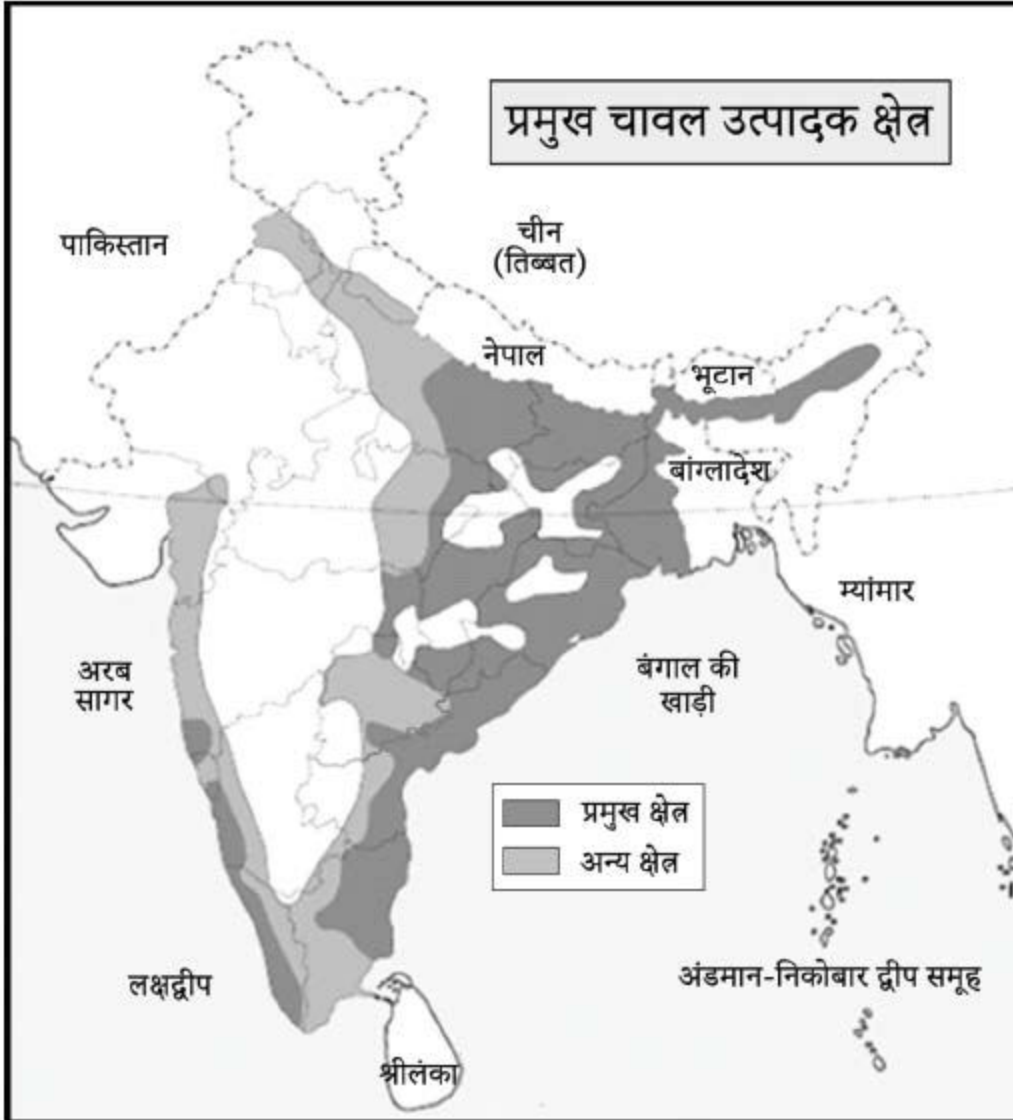 प्रमुख चावल उत्पादक क्षेत्र
पाकिस्तान
चीन
(तिब्बत)
नेपाल
भूटान
बांग्लादेश
म्यांमार
अरब
सागर
बंगाल की
खाड़ी
प्रमुख क्षेत्र
अन्य क्षेत्र
लक्षद्वीप
अंडमान-निकोबार द्वीप समूह
श्रीलंका